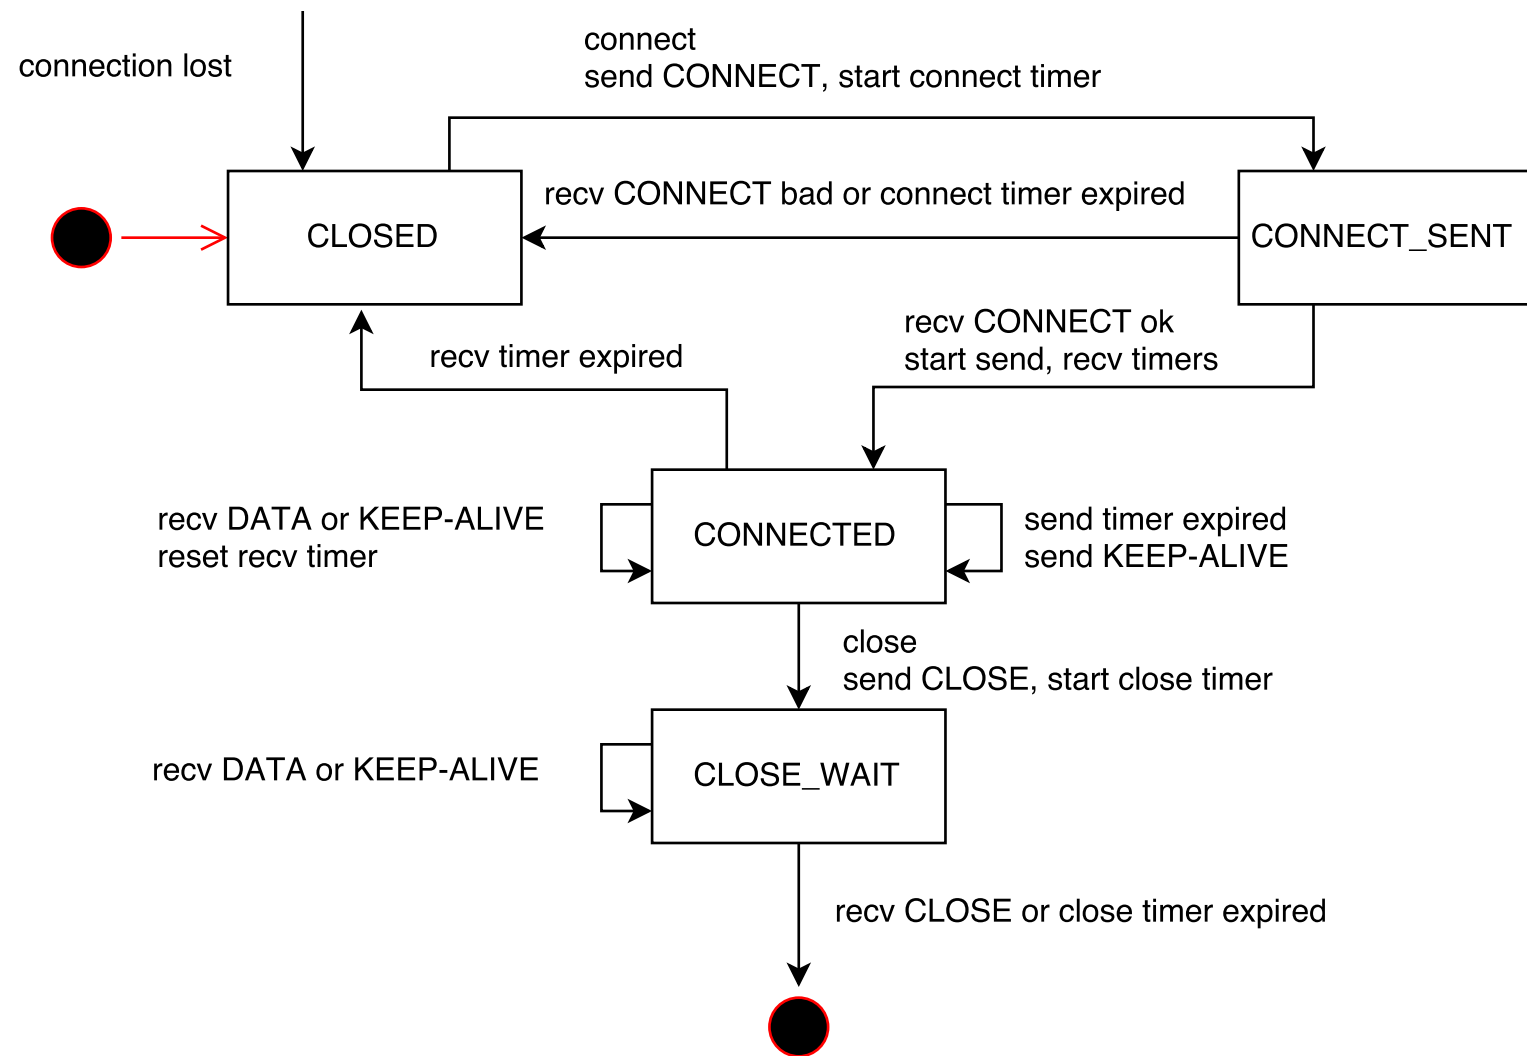 connection lost
connect
send CONNECT, start connect timer
CLOSED
recv CONNECT bad or connect timer expired
CONNECT_SENT
recv CONNECT ok
start send, recv timers
recv timer expired
recv DATA or KEEP-ALIVE
reset recv timer
CONNECTED
send timer expired
send KEEP-ALIVE
close
send CLOSE, start close timer
recv DATA or KEEP-ALIVE
CLOSE_WAIT
recv CLOSE or close timer expired